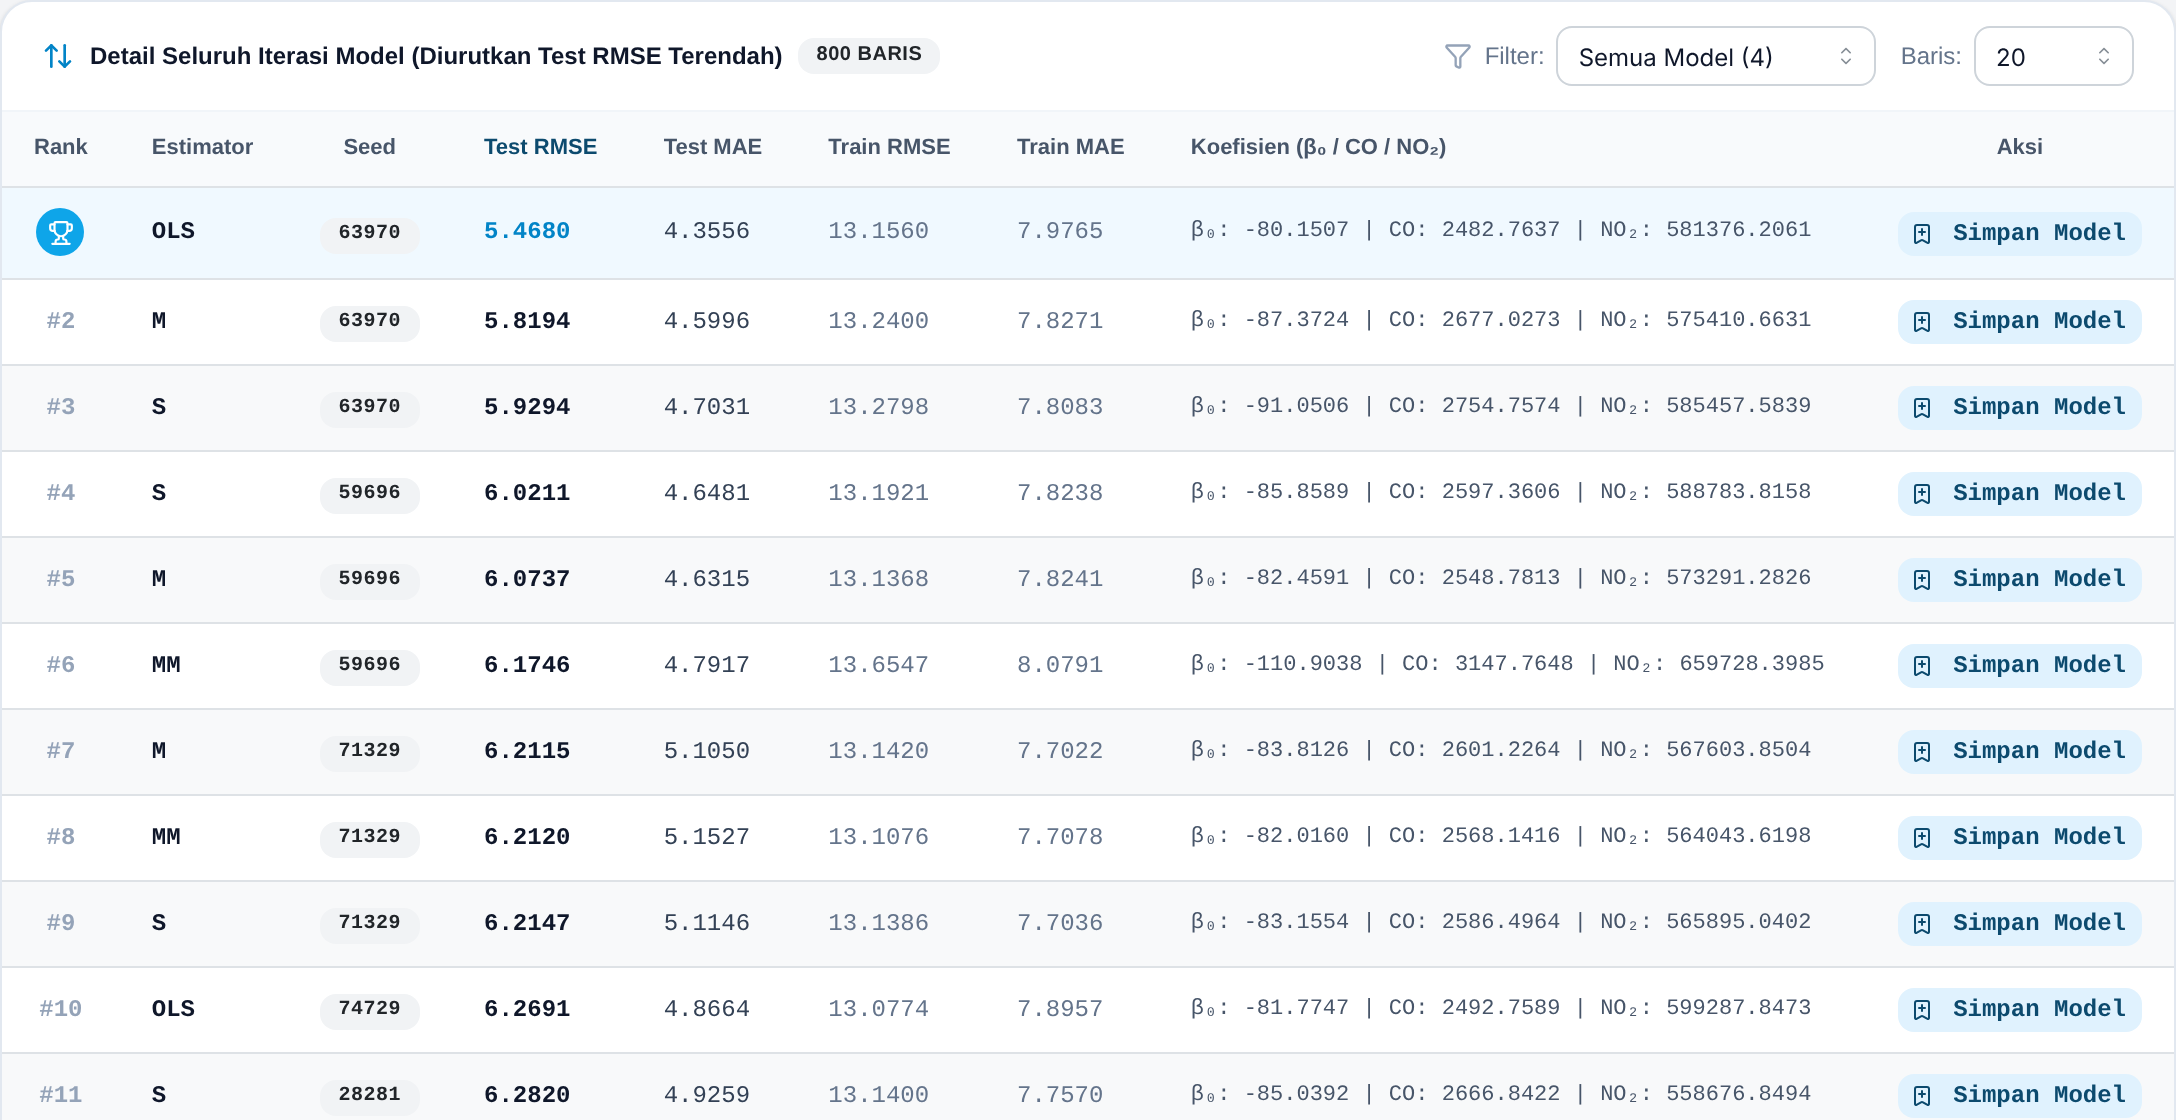 Detail Seluruh Iterasi Model (Diurutkan Test RMSE Terendah) 800 BARIS Filter: Semua Model (4) Baris: 20
Rank Estimator Seed Test RMSE Test MAE Train RMSE Train MAE Koefisien (β₀ / CO / NO₂) Aksi
OLS 63970 5.4680 4.3556 13.1560 7.9765 β₀: -80.1507 | CO: 2482.7637 | NO₂: 581376.2061 Simpan Model
#2 M 63970 5.8194 4.5996 13.2400 7.8271 β₀: -87.3724 | CO: 2677.0273 | NO₂: 575410.6631 Simpan Model
#3 S 63970 5.9294 4.7031 13.2798 7.8083 β₀: -91.0506 | CO: 2754.7574 | NO₂: 585457.5839 Simpan Model
#4 S 59696 6.0211 4.6481 13.1921 7.8238 β₀: -85.8589 | CO: 2597.3606 | NO₂: 588783.8158 Simpan Model
#5 M 59696 6.0737 4.6315 13.1368 7.8241 β₀: -82.4591 | CO: 2548.7813 | NO₂: 573291.2826 Simpan Model
#6 MM 59696 6.1746 4.7917 13.6547 8.0791 β₀: -110.9038 | CO: 3147.7648 | NO₂: 659728.3985 Simpan Model
#7 M 71329 6.2115 5.1050 13.1420 7.7022 β₀: -83.8126 | CO: 2601.2264 | NO₂: 567603.8504 Simpan Model
#8 MM 71329 6.2120 5.1527 13.1076 7.7078 β₀: -82.0160 | CO: 2568.1416 | NO₂: 564043.6198 Simpan Model
#9 S 71329 6.2147 5.1146 13.1386 7.7036 β₀: -83.1554 | CO: 2586.4964 | NO₂: 565895.0402 Simpan Model
#10 OLS 74729 6.2691 4.8664 13.0774 7.8957 β₀: -81.7747 | CO: 2492.7589 | NO₂: 599287.8473 Simpan Model
#11 S 28281 6.2820 4.9259 13.1400 7.7570 β₀: -85.0392 | CO: 2666.8422 | NO₂: 558676.8494 Simpan Model